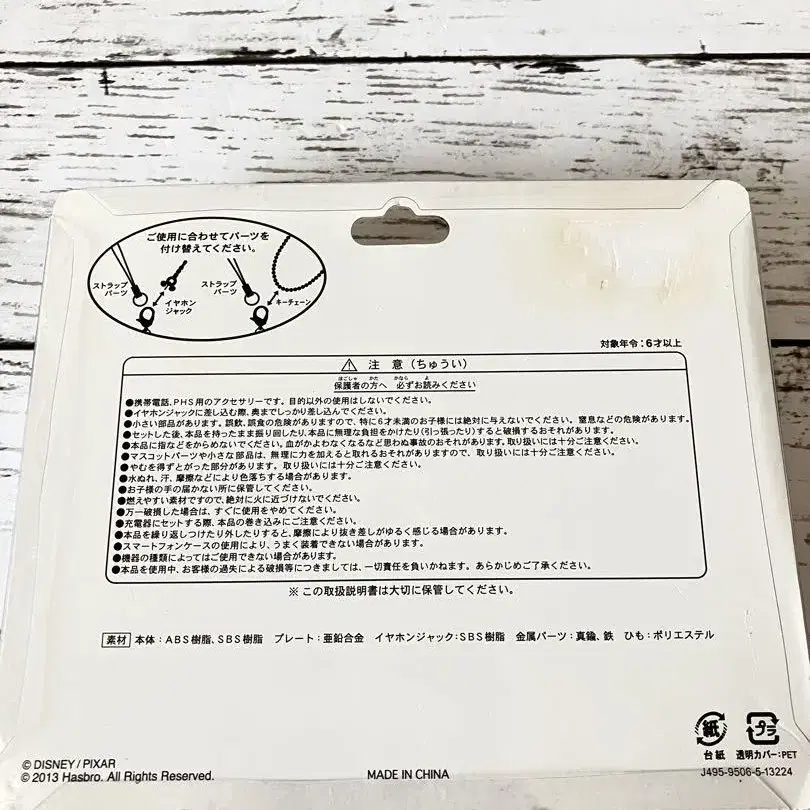 ご使用に合わせてパーツを
付け替えてください。
ストラップ
パーツ
イヤホン
ジャック
ストラップ
パーツ
キーチェーン
対象年令:6才以上
注 意(ちゅうい)
ほごしゃ かた かなら よ
保護者の方へ 必ずお読みください
●携帯電話、PHS用のアクセサリーです。目的以外の使用はしないでください。
●イヤホンジャックに差し込む際、奥までしっかり差し込んでください。
●小さい部品があります。誤飲、誤食の危険がありますので、特に6才未満のお子様には絶対に与えないでください。窒息などの危険があります。
●セットした後、本品を持ったまま振り回したり、本品に無理な負担をかけたり(引っ張ったり)すると破損するおそれがあります。
●本品に指などをからめないでください。血がかよわなくなるなど思わぬ事故のおそれがあります。取り扱いには十分ご注意ください。
●マスコットパーツや小さな部品は、無理に力を加えると取れるおそれがありますので、取り扱いには十分ご注意ください。
●やむを得ずとがった部分があります。取り扱いには十分ご注意ください。
●水ぬれ、汗、摩擦などにより色落ちする場合があります。
●お子様の手の届かない所に保管してください。
●燃えやすい素材ですので、絶対に火に近づけないでください。
●万一破損した場合は、すぐに使用をやめてください。
●充電器にセットする際、本品の巻き込みにご注意ください。
●本品を繰り返しつけたり外したりすると、摩擦により抜き差しがゆるく感じる場合があります。
●スマートフォンケースの使用により、うまく装着できない場合があります。
●機器の種類によってはご使用できない場合があります。
●本品を使用中、お客様の過失による破損等につきましては、一切責任を負いかねます。あらかじめご了承ください。
※この取扱説明書は大切に保管してください。
素材 本体:ABS樹脂、SBS樹脂 プレート:亜鉛合金 イヤホンジャック:SBS樹脂 金属パーツ:真鍮、鉄 ひも:ポリエステル
紙 プラ
台紙 透明カバー:PET
© DISNEY / PIXAR
© 2013 Hasbro. All Rights Reserved.
MADE IN CHINA
J495-9506-5-13224